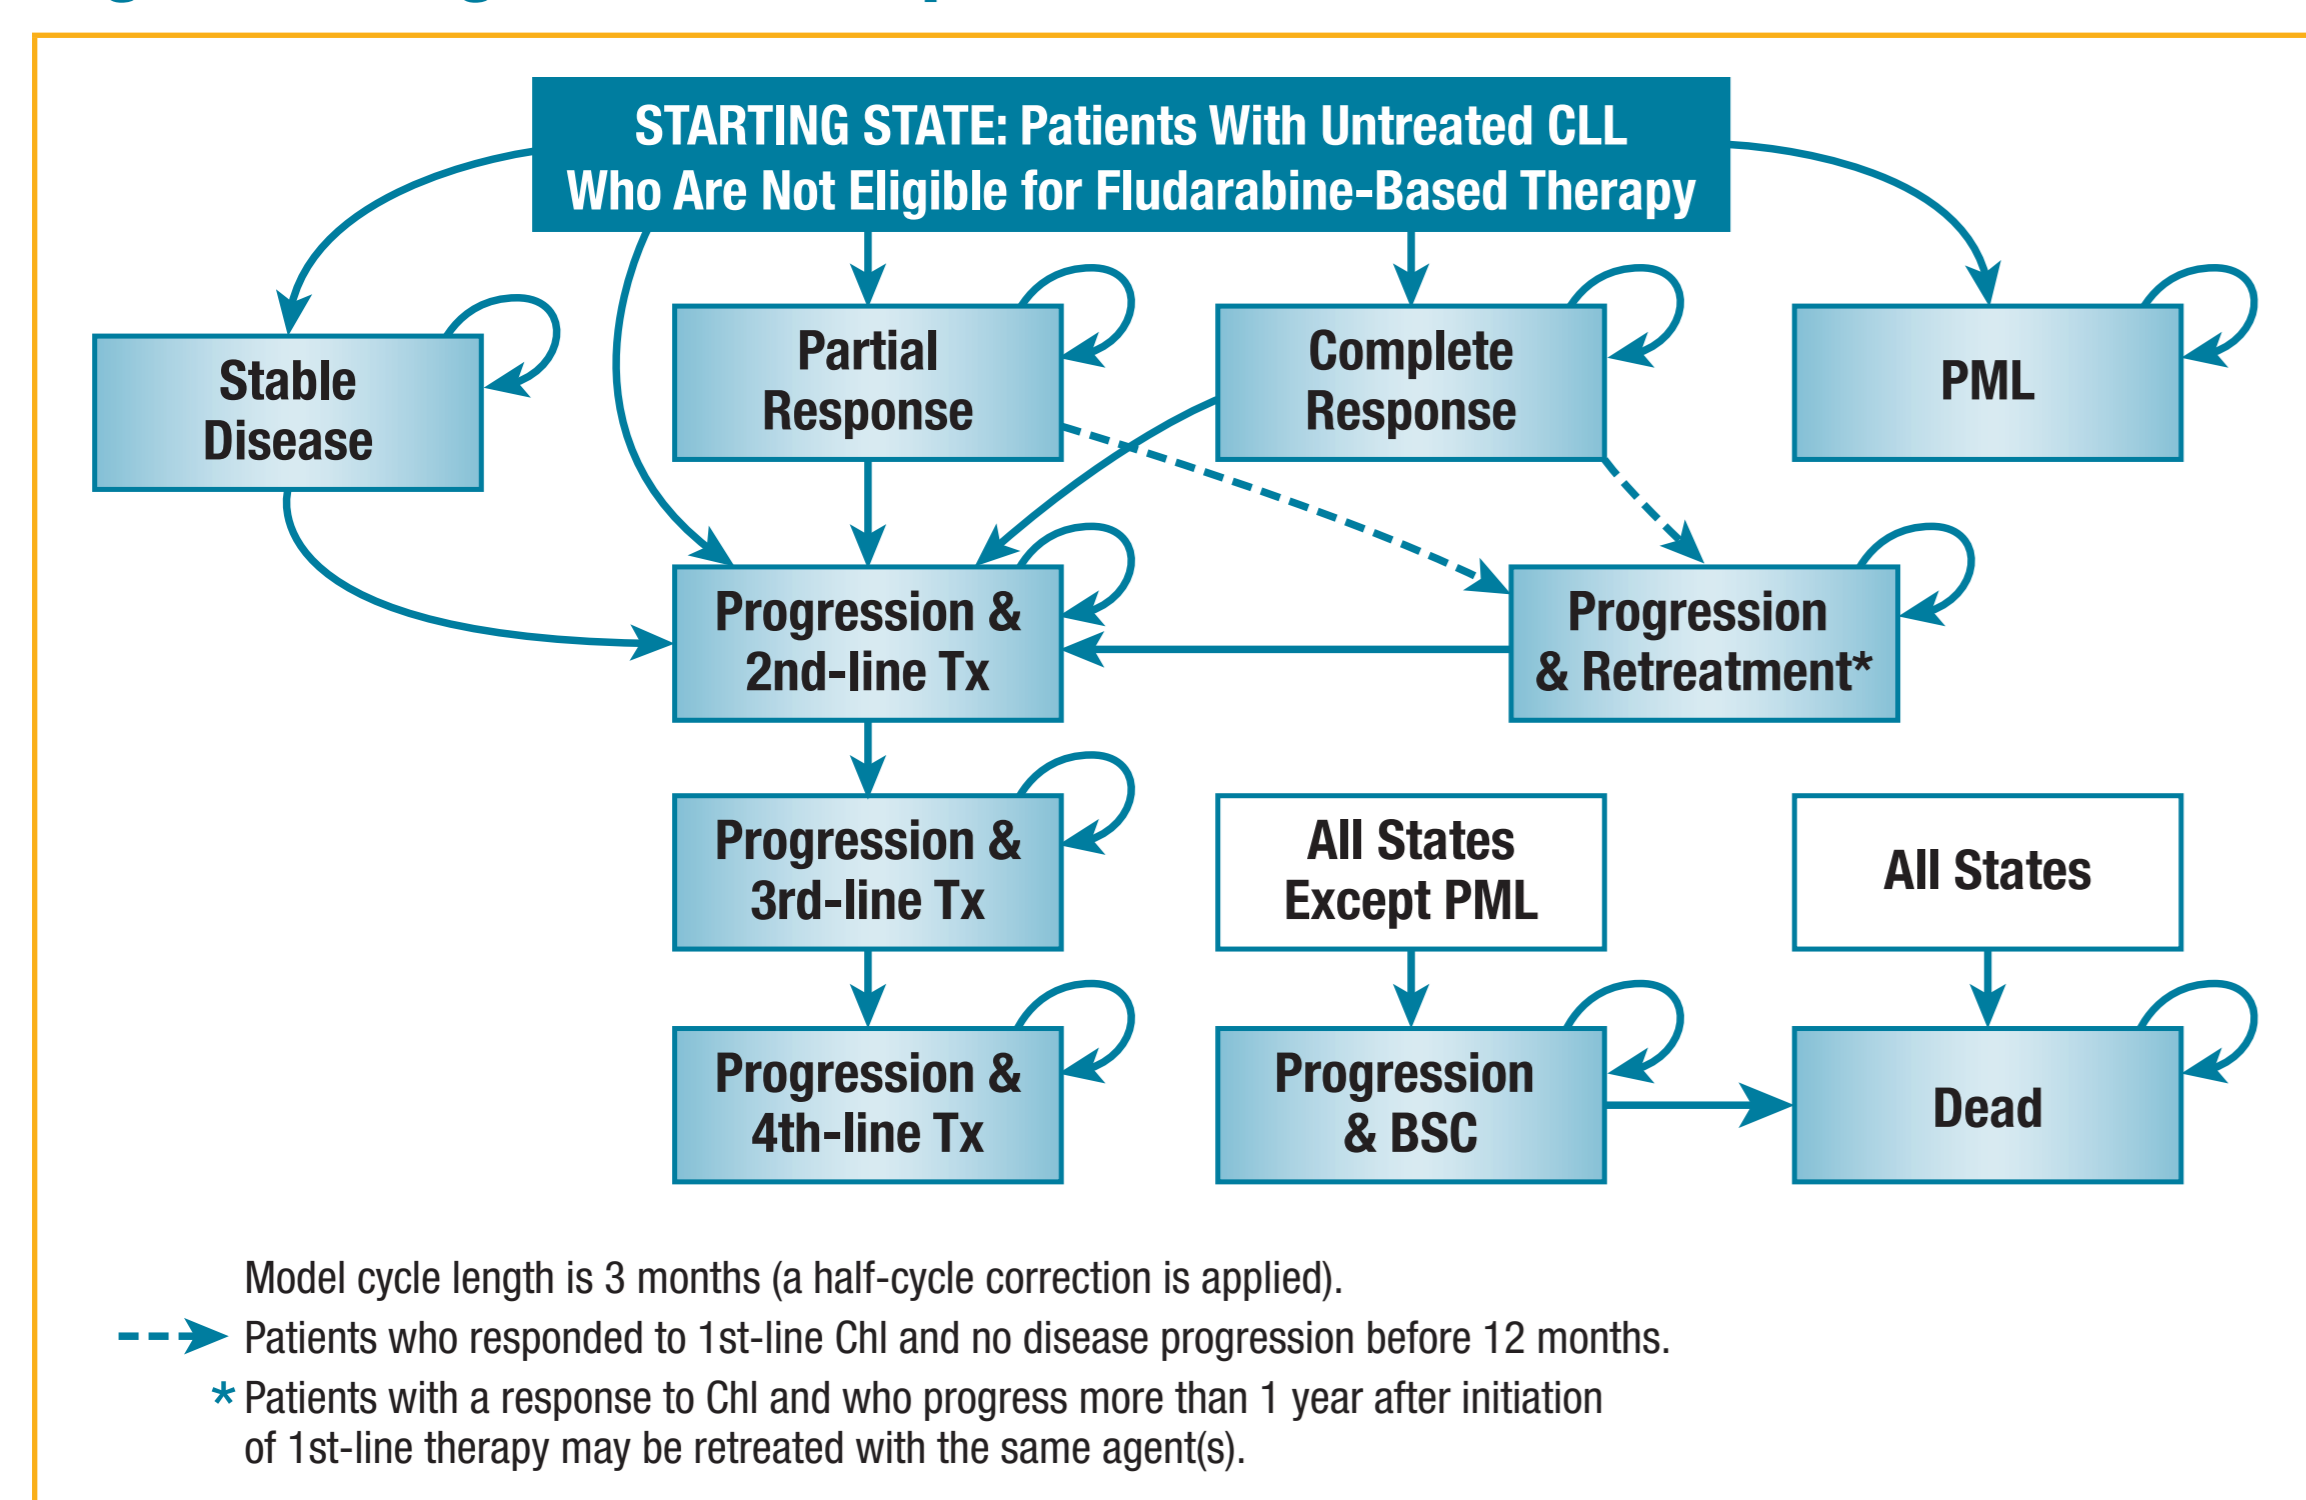 STARTING STATE: Patients With Untreated CLL
Who Are Not Eligible for Fludarabine-Based Therapy
Stable
Disease
Partial
Response
Complete
Response
PML
Progression &
2nd-line Tx
Progression
& Retreatment*
Progression &
3rd-line Tx
All States
Except PML
All States
Progression &
4th-line Tx
Progression
& BSC
Dead
Model cycle length is 3 months (a half-cycle correction is applied).
Patients who responded to 1st-line Chl and no disease progression before 12 months.
* Patients with a response to Chl and who progress more than 1 year after initiation
of 1st-line therapy may be retreated with the same agent(s).